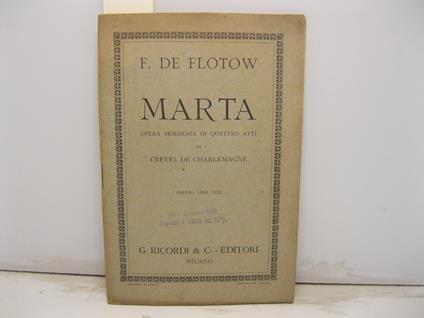 F. DE FLOTOW
MARTA
OPERA SEMISERIA IN QUATTRO ATTI
DI
CREVEL DE CHARLEMAGNE
PREZZO LIRE
G. RICORDI & C. - EDITORI
MILANO